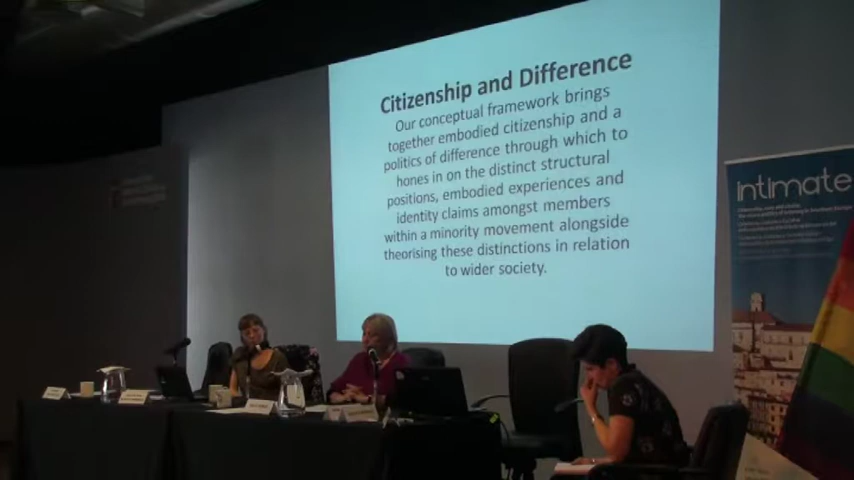 Citizenship and Difference
Our conceptual framework brings
together embodied citizenship and a
politics of difference through which to
hones in on the distinct structural
positions, embodied experiences and
identity claims amongst members
within a minority movement alongside
theorising these distinctions in relation
to wider society.
intimate